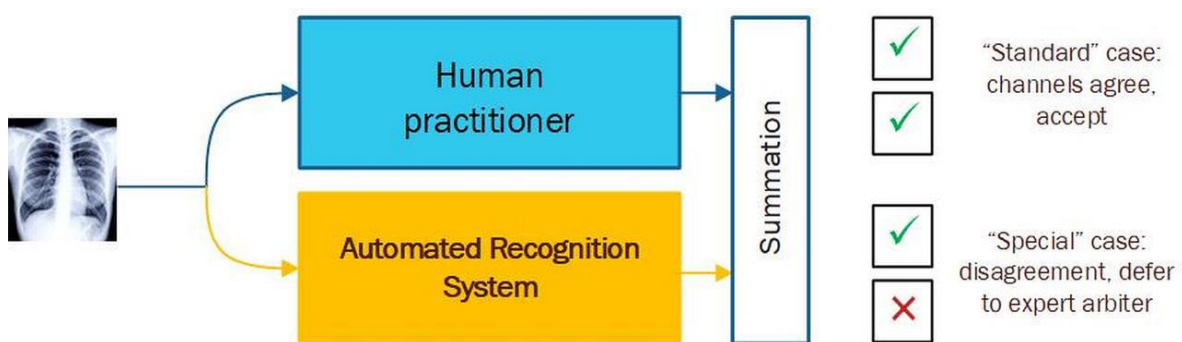 Human
practitioner
Automated Recognition
System
Summation
“Standard” case:
channels agree,
accept
“Special” case:
disagreement, defer
to expert arbiter